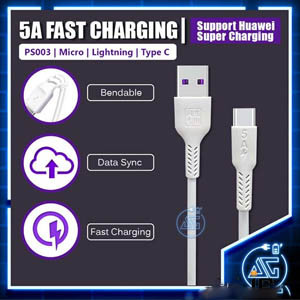 5A FAST CHARGING
Support Huawei
Super Charging
PS003 | Micro | Lightning | Type C
Bendable
Data Sync
Fast Charging
5A